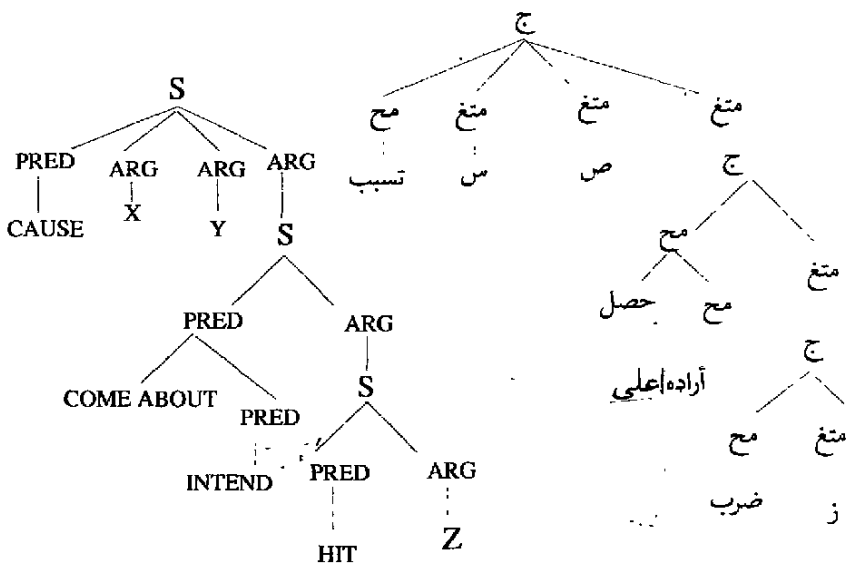 S
PRED ARG ARG ARG
CAUSE X Y S
PRED ARG
COME ABOUT PRED S
INTEND PRED ARG
HIT Z
ج
مح متغ متغ متغ
تسبب س ص ج
مح متغ
حصل مح ج
أراده/على مح متغ
ضرب ز